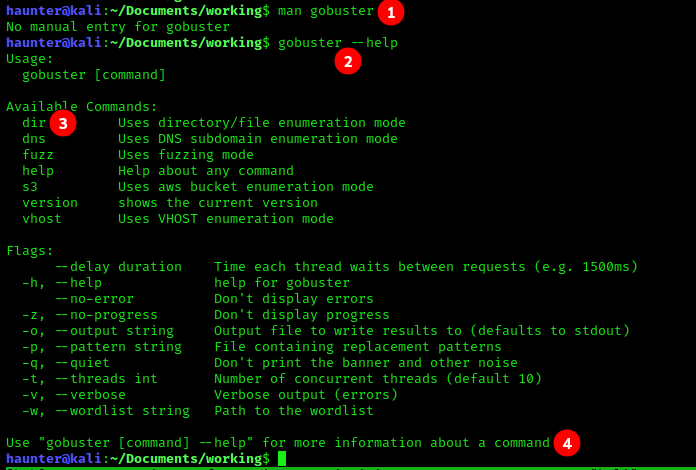 haunter@kali:~/Documents/working$ man gobuster 1
No manual entry for gobuster
haunter@kali:~/Documents/working$ gobuster --help
2
Usage:
  gobuster [command]

Available Commands:
  dir 3       Uses directory/file enumeration mode
  dns         Uses DNS subdomain enumeration mode
  fuzz        Uses fuzzing mode
  help        Help about any command
  s3          Uses aws bucket enumeration mode
  version     shows the current version
  vhost       Uses VHOST enumeration mode

Flags:
      --delay duration    Time each thread waits between requests (e.g. 1500ms)
  -h, --help              help for gobuster
      --no-error          Don't display errors
  -z, --no-progress       Don't display progress
  -o, --output string     Output file to write results to (defaults to stdout)
  -p, --pattern string    File containing replacement patterns
  -q, --quiet             Don't print the banner and other noise
  -t, --threads int       Number of concurrent threads (default 10)
  -v, --verbose           Verbose output (errors)
  -w, --wordlist string   Path to the wordlist

Use "gobuster [command] --help" for more information about a command 4
haunter@kali:~/Documents/working$